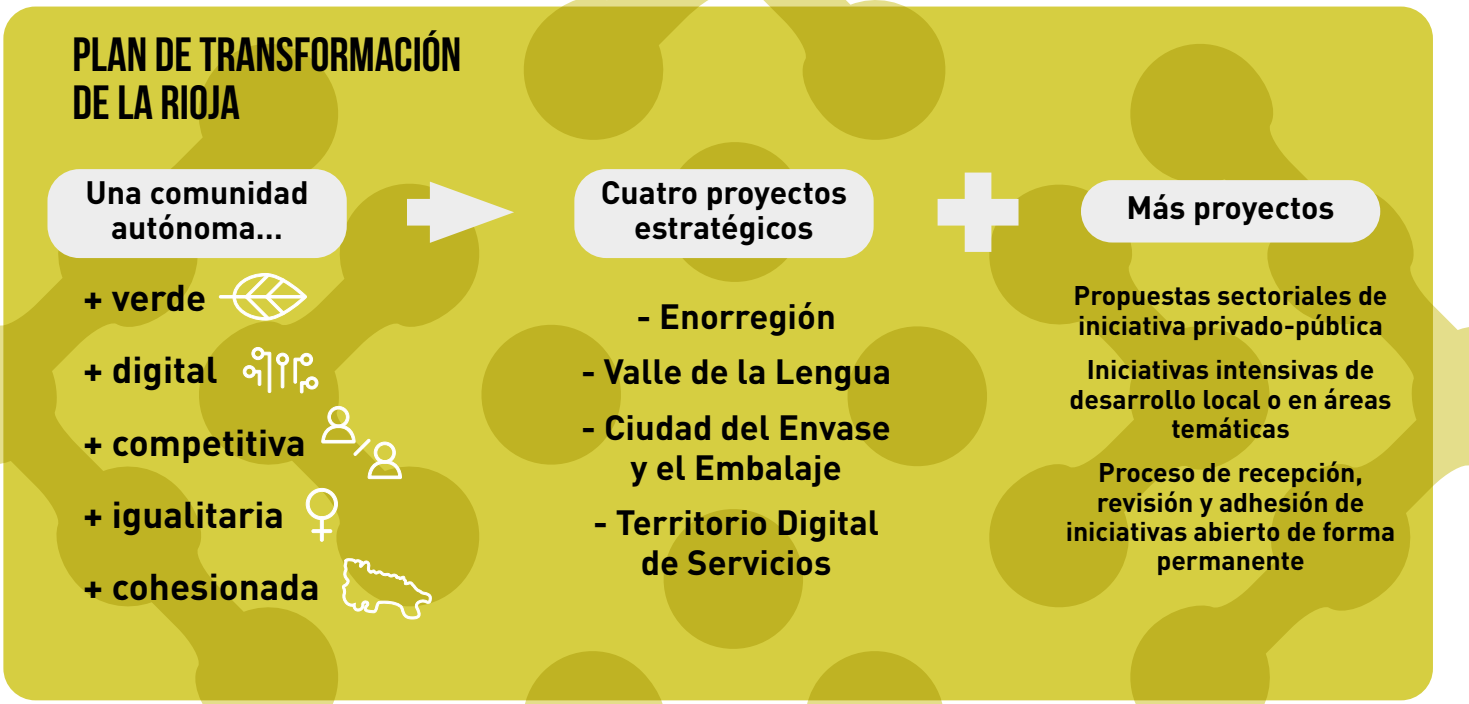 PLAN DE TRANSFORMACIÓN
DE LA RIOJA
Una comunidad
autónoma...
+ verde
+ digital
+ competitiva
+ igualitaria
+ cohesionada
Cuatro proyectos
estratégicos
- Enorregión
- Valle de la Lengua
- Ciudad del Envase
y el Embalaje
- Territorio Digital
de Servicios
Más proyectos
Propuestas sectoriales de
iniciativa privado-pública
Iniciativas intensivas de
desarrollo local o en áreas
temáticas
Proceso de recepción,
revisión y adhesión de
iniciativas abierto de forma
permanente